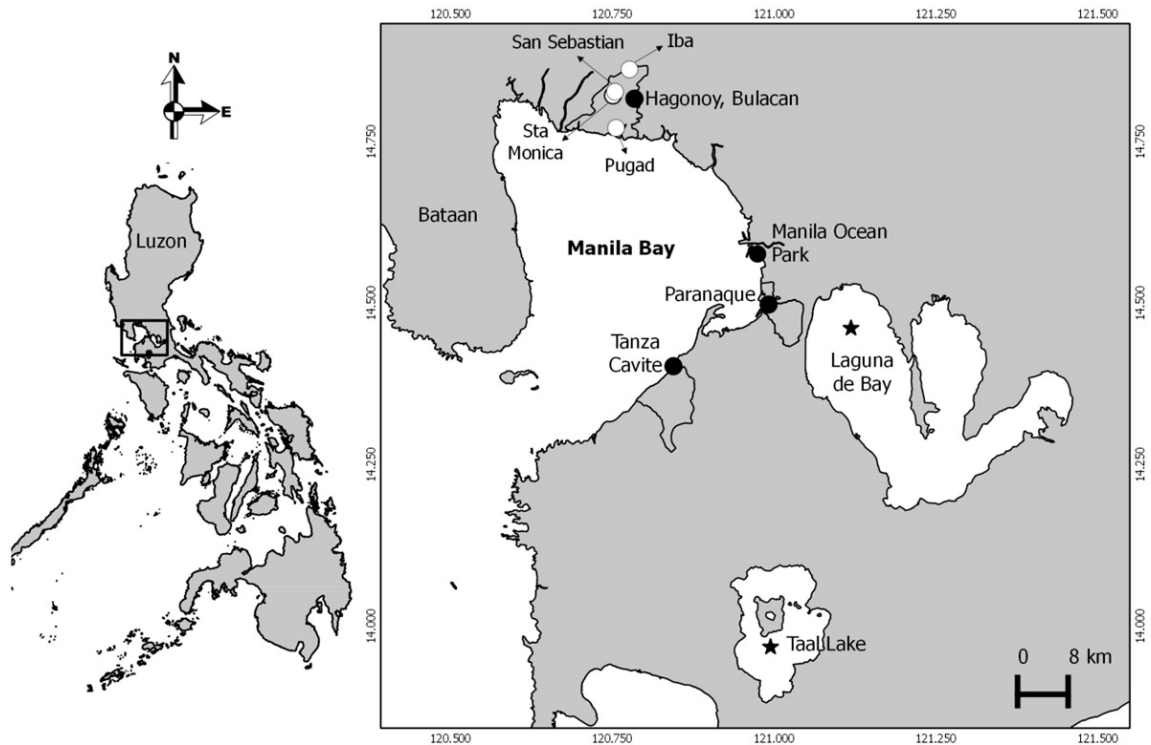 120.500 120.750 121.000 121.250 121.500
San Sebastian
Iba
Hagonoy, Bulacan
Sta
Monica
Pugad
N
E
14.750
14.750
Luzon
Bataan
Manila Bay
Manila Ocean
Park
Paranaque
14.500
14.500
Tanza
Cavite
Laguna
de Bay
14.250
14.250
14.000
14.000
Taal Lake
0 8 km
120.500 120.750 121.000 121.250 121.500